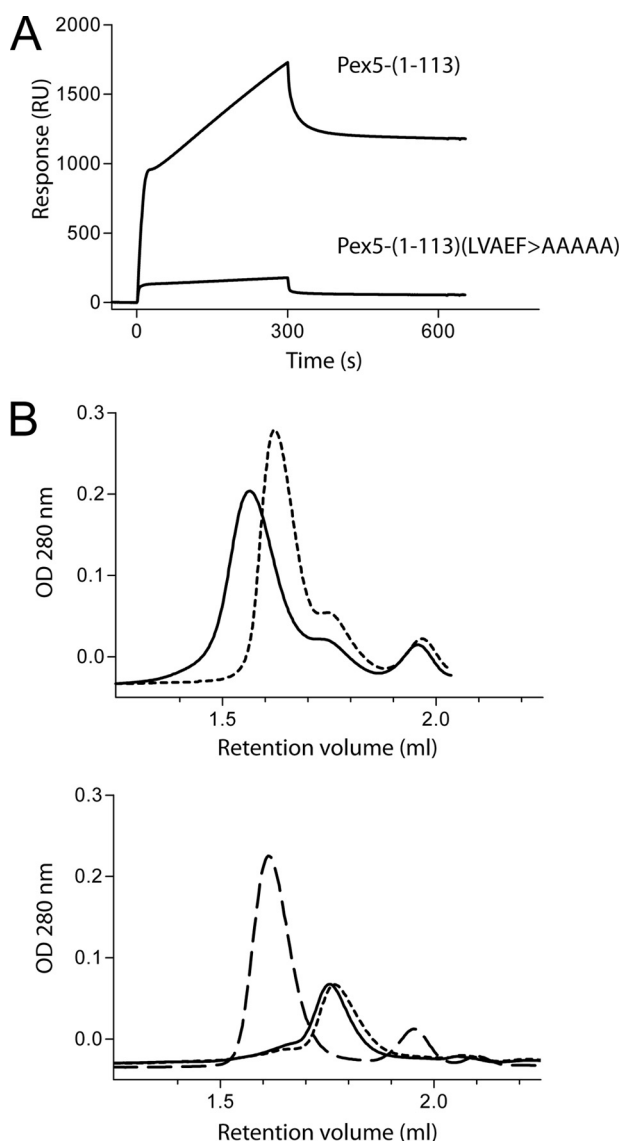 A
2000
1500
1000
500
0
Response (RU)
Pex5-(1-113)
Pex5-(1-113)(LVAEF>AAAAA)
0 300 600
Time (s)
B
0.3
0.2
0.1
0.0
OD 280 nm
1.5 2.0
Retention volume (ml)
0.3
0.2
0.1
0.0
OD 280 nm
1.5 2.0
Retention volume (ml)